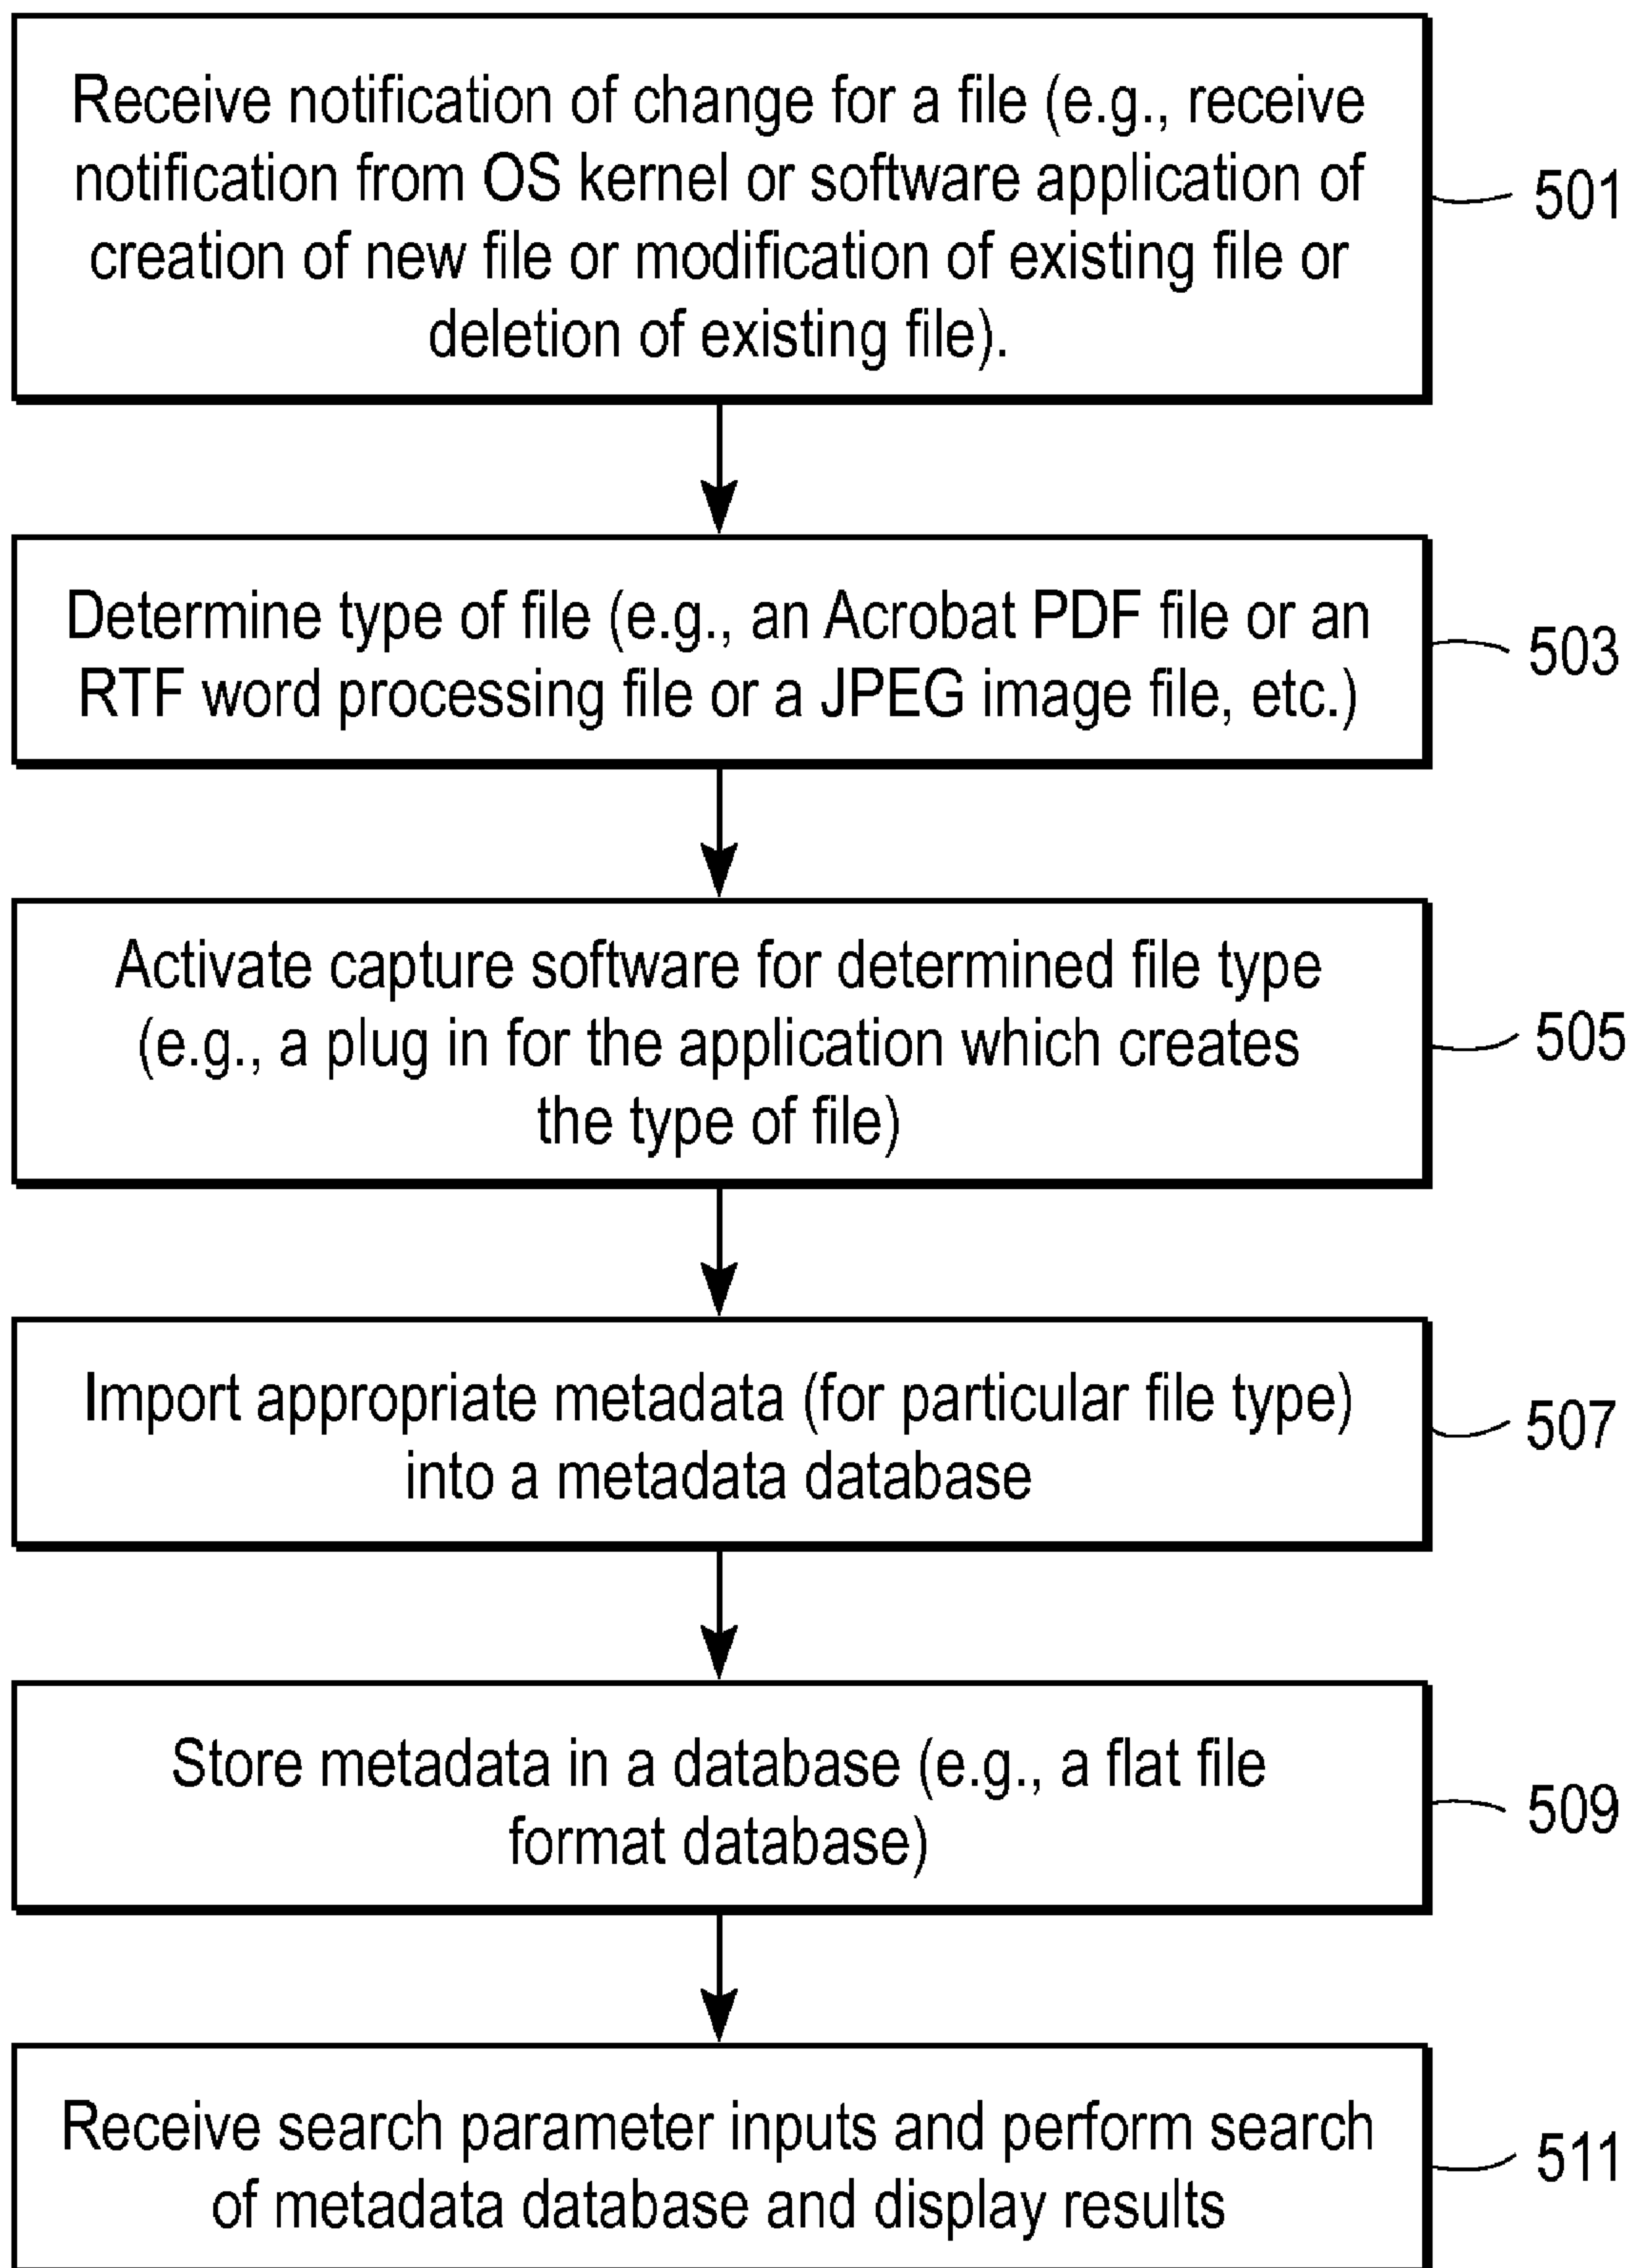 Receive notification of change for a file (e.g., receive
notification from OS kernel or software application of
creation of new file or modification of existing file or
deletion of existing file).
501
Determine type of file (e.g., an Acrobat PDF file or an
RTF word processing file or a JPEG image file, etc.)
503
Activate capture software for determined file type
(e.g., a plug in for the application which creates
the type of file)
505
Import appropriate metadata (for particular file type)
into a metadata database
507
Store metadata in a database (e.g., a flat file
format database)
509
Receive search parameter inputs and perform search
of metadata database and display results
511